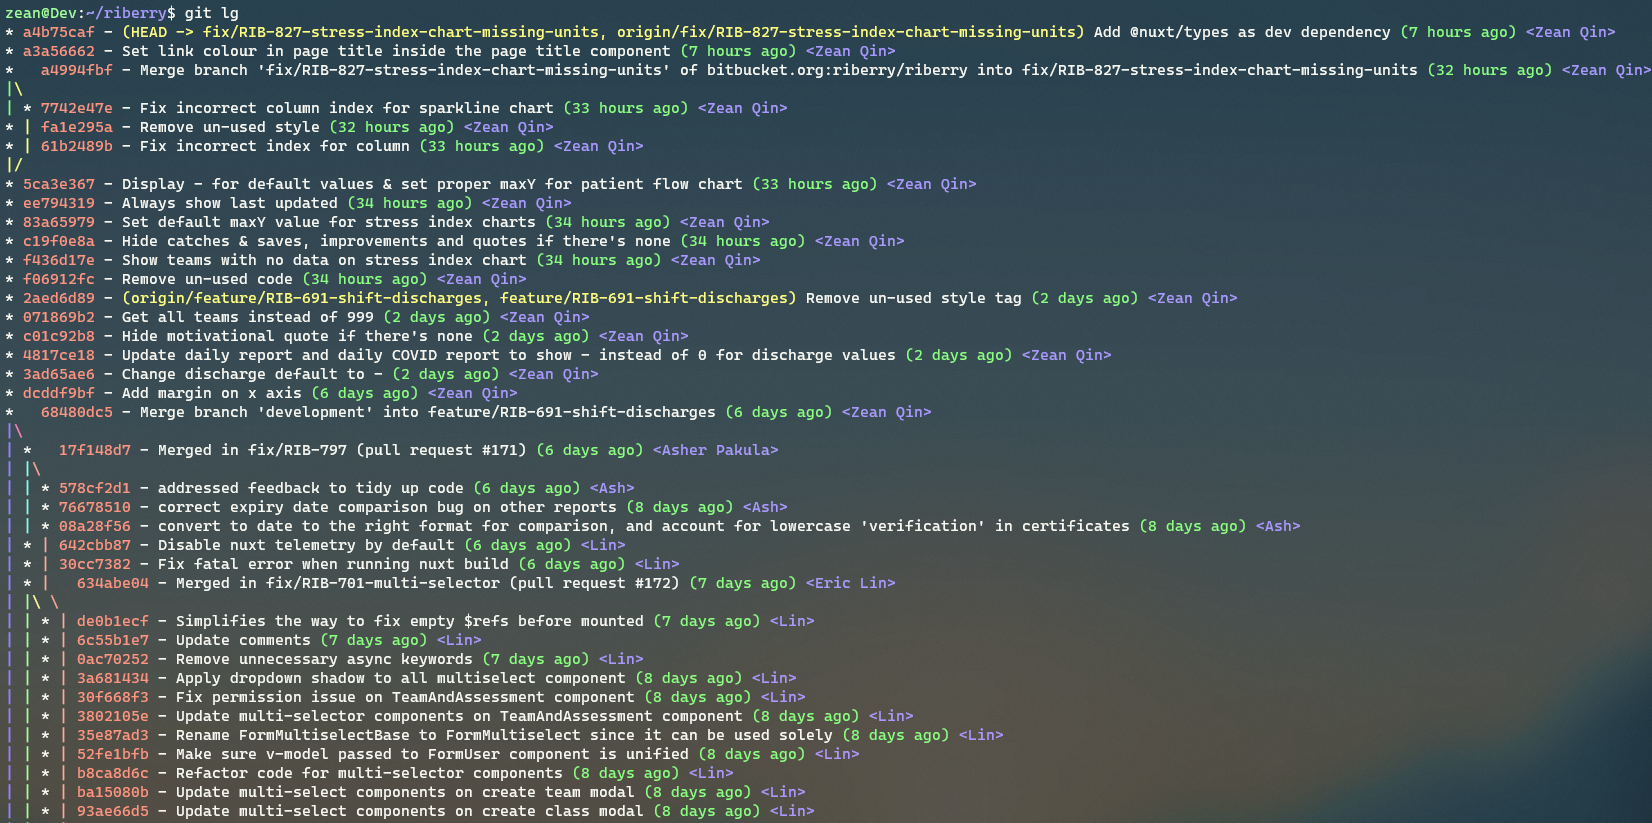 zean@Dev:~/riberry$ git lg
* a4b75caf - (HEAD -> fix/RIB-827-stress-index-chart-missing-units, origin/fix/RIB-827-stress-index-chart-missing-units) Add @nuxt/types as dev dependency (7 hours ago) <Zean Qin>
* a3a56662 - Set link colour in page title inside the page title component (7 hours ago) <Zean Qin>
*   a4994fbf - Merge branch 'fix/RIB-827-stress-index-chart-missing-units' of bitbucket.org:riberry/riberry into fix/RIB-827-stress-index-chart-missing-units (32 hours ago) <Zean Qin>
|\
| * 7742e47e - Fix incorrect column index for sparkline chart (33 hours ago) <Zean Qin>
* | fa1e295a - Remove un-used style (32 hours ago) <Zean Qin>
* | 61b2489b - Fix incorrect index for column (33 hours ago) <Zean Qin>
|/
* 5ca3e367 - Display - for default values & set proper maxY for patient flow chart (33 hours ago) <Zean Qin>
* ee794319 - Always show last updated (34 hours ago) <Zean Qin>
* 83a65979 - Set default maxY value for stress index charts (34 hours ago) <Zean Qin>
* c19f0e8a - Hide catches & saves, improvements and quotes if there's none (34 hours ago) <Zean Qin>
* f436d17e - Show teams with no data on stress index chart (34 hours ago) <Zean Qin>
* f06912fc - Remove un-used code (34 hours ago) <Zean Qin>
* 2aed6d89 - (origin/feature/RIB-691-shift-discharges, feature/RIB-691-shift-discharges) Remove un-used style tag (2 days ago) <Zean Qin>
* 071869b2 - Get all teams instead of 999 (2 days ago) <Zean Qin>
* c01c92b8 - Hide motivational quote if there's none (2 days ago) <Zean Qin>
* 4817ce18 - Update daily report and daily COVID report to show - instead of 0 for discharge values (2 days ago) <Zean Qin>
* 3ad65ae6 - Change discharge default to - (2 days ago) <Zean Qin>
* dcddf9bf - Add margin on x axis (6 days ago) <Zean Qin>
*   68480dc5 - Merge branch 'development' into feature/RIB-691-shift-discharges (6 days ago) <Zean Qin>
|\
| *   17f148d7 - Merged in fix/RIB-797 (pull request #171) (6 days ago) <Asher Pakula>
| |\
| | * 578cf2d1 - addressed feedback to tidy up code (6 days ago) <Ash>
| | * 76678510 - correct expiry date comparison bug on other reports (8 days ago) <Ash>
| | * 08a28f56 - convert to date to the right format for comparison, and account for lowercase 'verification' in certificates (8 days ago) <Ash>
| * | 642cbb87 - Disable nuxt telemetry by default (6 days ago) <Lin>
| * | 30cc7382 - Fix fatal error when running nuxt build (6 days ago) <Lin>
| * |   634abe04 - Merged in fix/RIB-701-multi-selector (pull request #172) (7 days ago) <Eric Lin>
| |\ \
| | * | de0b1ecf - Simplifies the way to fix empty $refs before mounted (7 days ago) <Lin>
| | * | 6c55b1e7 - Update comments (7 days ago) <Lin>
| | * | 0ac70252 - Remove unnecessary async keywords (7 days ago) <Lin>
| | * | 3a681434 - Apply dropdown shadow to all multiselect component (8 days ago) <Lin>
| | * | 30f668f3 - Fix permission issue on TeamAndAssessment component (8 days ago) <Lin>
| | * | 3802105e - Update multi-selector components on TeamAndAssessment component (8 days ago) <Lin>
| | * | 35e87ad3 - Rename FormMultiselectBase to FormMultiselect since it can be used solely (8 days ago) <Lin>
| | * | 52fe1bfb - Make sure v-model passed to FormUser component is unified (8 days ago) <Lin>
| | * | b8ca8d6c - Refactor code for multi-selector components (8 days ago) <Lin>
| | * | ba15080b - Update multi-select components on create team modal (8 days ago) <Lin>
| | * | 93ae66d5 - Update multi-select components on create class modal (8 days ago) <Lin>